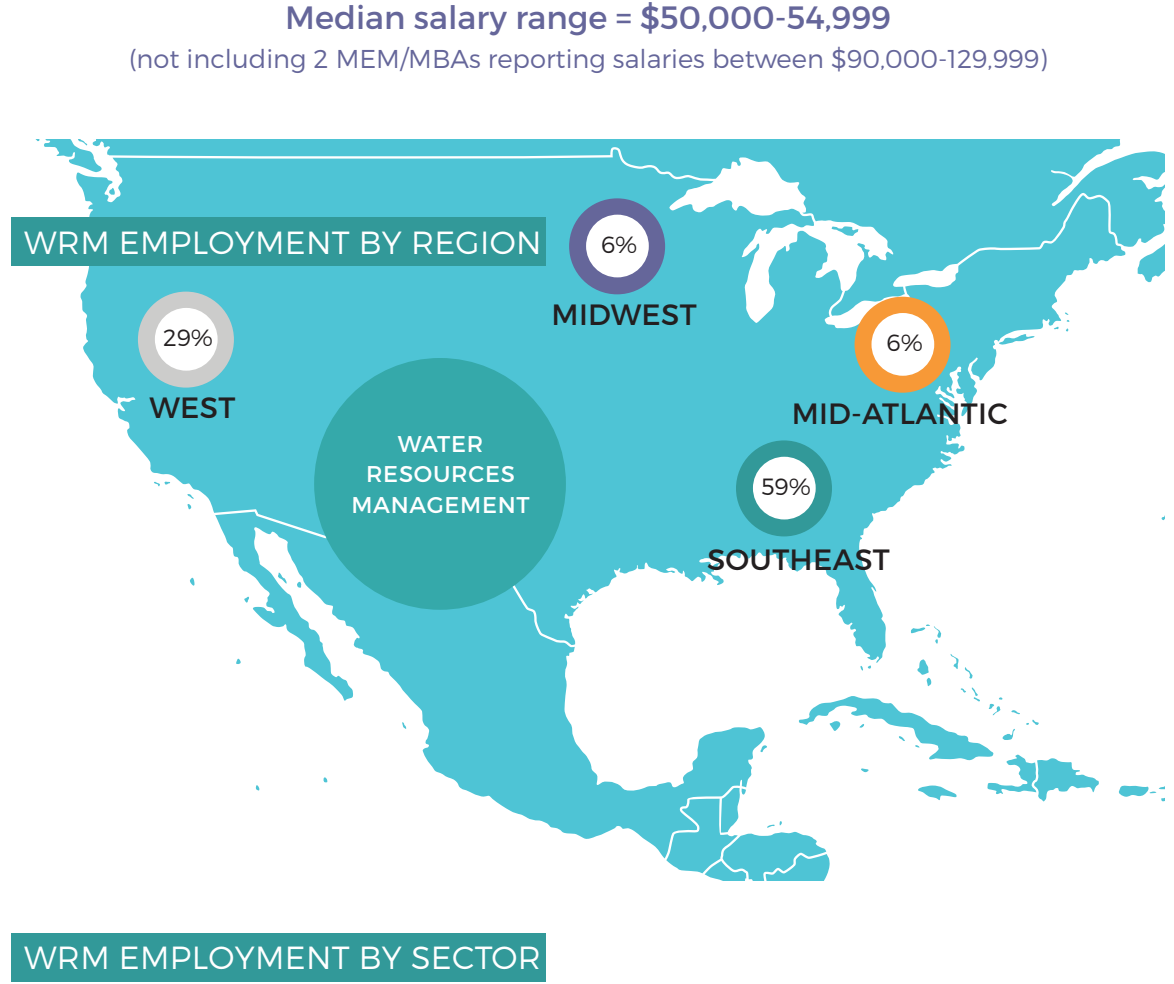 Median salary range = $50,000-54,999
(not including 2 MEM/MBAs reporting salaries between $90,000-129,999)
WRM EMPLOYMENT BY REGION
6%
MIDWEST
29%
WEST
6%
MID-ATLANTIC
WATER
RESOURCES
MANAGEMENT
59%
SOUTHEAST
WRM EMPLOYMENT BY SECTOR